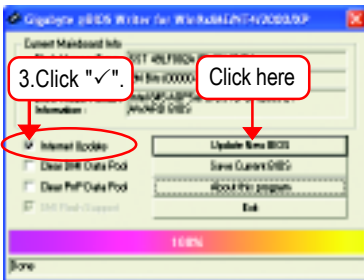 Gigabyte @BIOS Writer for Win9x/ME/NT4/2000/XP
Current Mainboard Info
SST 49LF002A
3.Click "✓".
Click here
Information :
Internet Update
Update New BIOS
Clear DMI Data Pool
Save Current BIOS
Clear PnP Data Pool
About this program
Exit
100%
Done